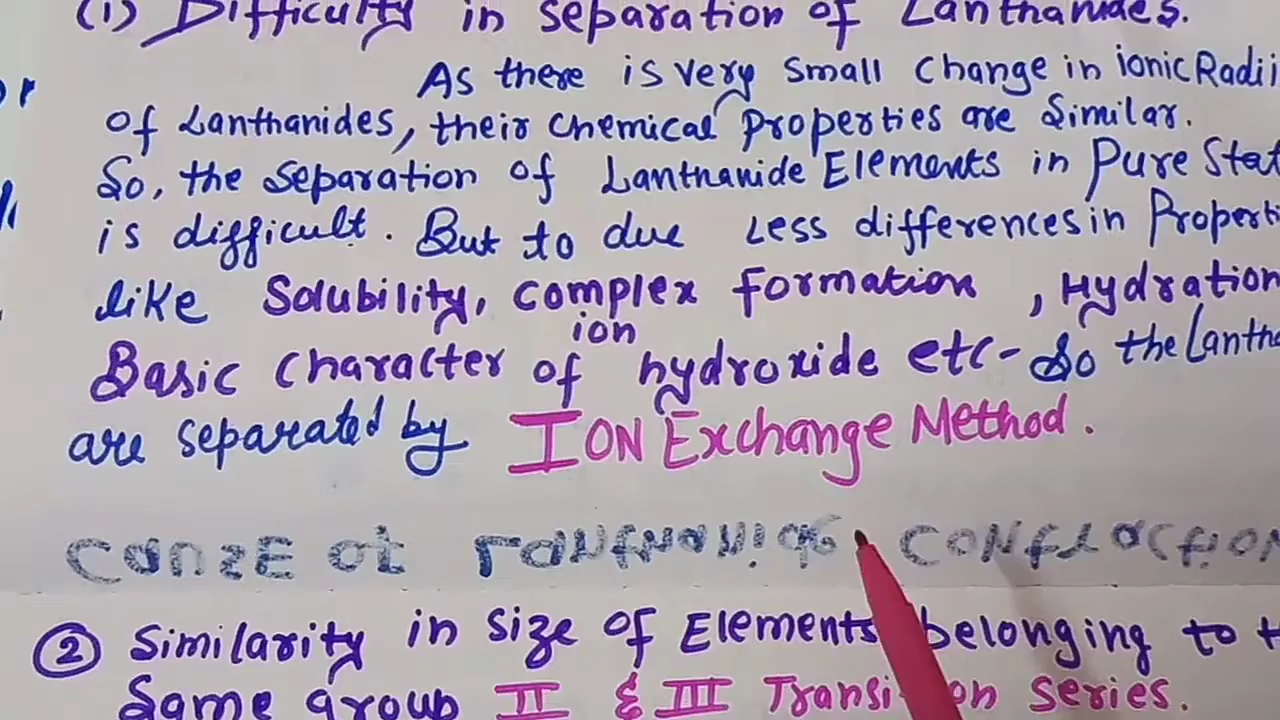 (1) Difficulty in separation of Lanthanides.
As there is very small change in ionic Radii
of Lanthanides, their chemical properties are similar.
So, the separation of Lanthanide Elements in pure Stat
is difficult. But to due Less differences in Properti
like Solubility, complex formation, Hydration
ion
Basic character of hydroxide etc- So the Lantha
are separated by ION Exchange Method.
(2) Similarity in size of Elements belonging to t
Same group II & III Transition Series.